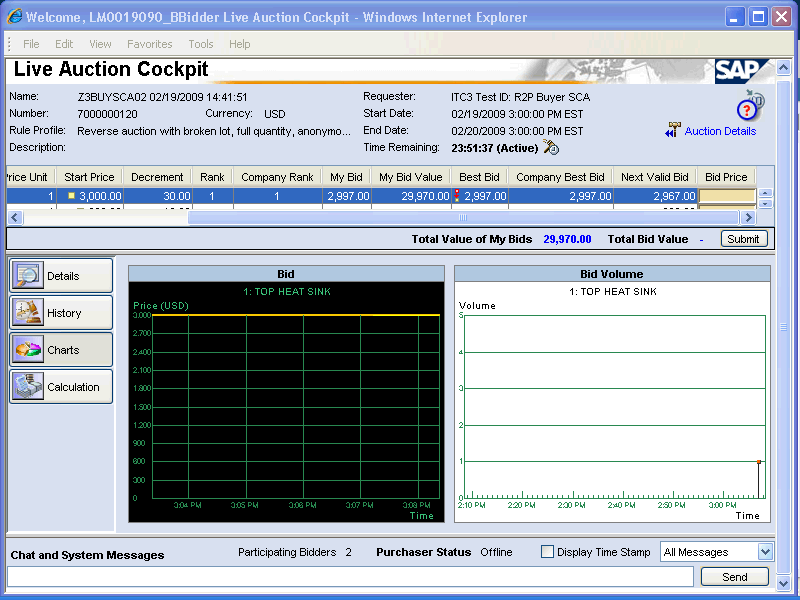 Welcome, LM0019090_BBidder Live Auction Cockpit - Windows Internet Explorer
File Edit View Favorites Tools Help
Live Auction Cockpit
SAP
Name: Z3BUYSCA02 02/19/2009 14:41:51
Number: 7000000120 Currency: USD
Rule Profile: Reverse auction with broken lot, full quantity, anonymo...
Description:
Requester: ITC3 Test ID: R2P Buyer SCA
Start Date: 02/19/2009 3:00:00 PM EST
End Date: 02/20/2009 3:00:00 PM EST
Time Remaining: 23:51:37 (Active)
Auction Details
Price Unit Start Price Decrement Rank Company Rank My Bid My Bid Value Best Bid Company Best Bid Next Valid Bid Bid Price
1 3,000.00 30.00 1 1 2,997.00 29,970.00 2,997.00 2,997.00 2,967.00
Total Value of My Bids 29,970.00 Total Bid Value - Submit
Details
History
Charts
Calculation
Bid
1: TOP HEAT SINK
Price (USD)
3,000
2,700
2,400
2,100
1,800
1,500
1,200
900
600
300
0
3:04 PM 3:05 PM 3:06 PM 3:07 PM 3:08 PM
Time
Bid Volume
1: TOP HEAT SINK
Volume
5
4
3
2
1
0
2:10 PM 2:20 PM 2:30 PM 2:40 PM 2:50 PM 3:00 PM
Time
Chat and System Messages Participating Bidders 2 Purchaser Status Offline Display Time Stamp All Messages
Send